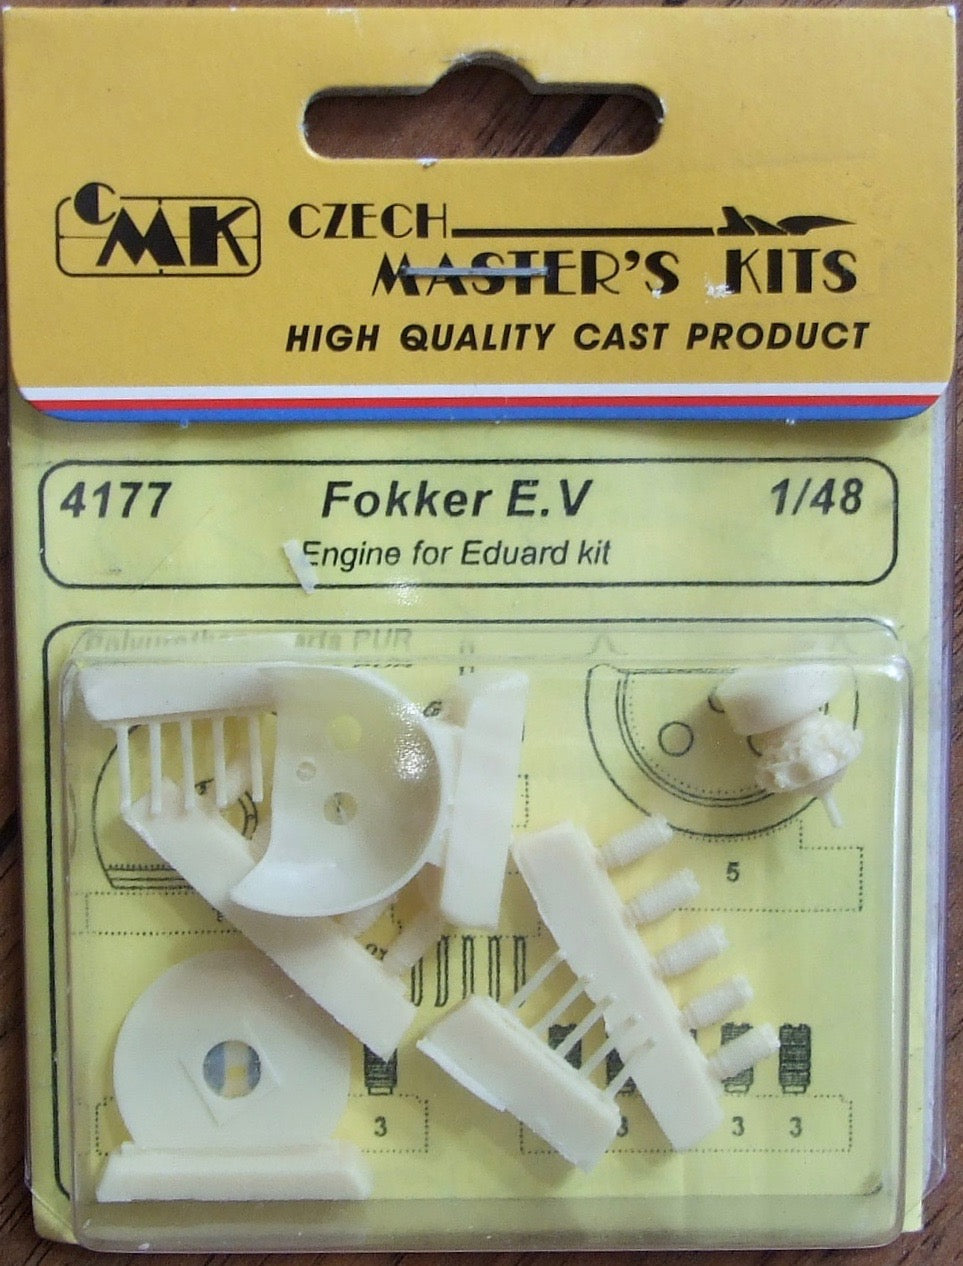 CMK
CZECH
MASTER'S KITS
HIGH QUALITY CAST PRODUCT
4177 Fokker E.V 1/48
Engine for Eduard kit
PUR
5
3 3 3 3